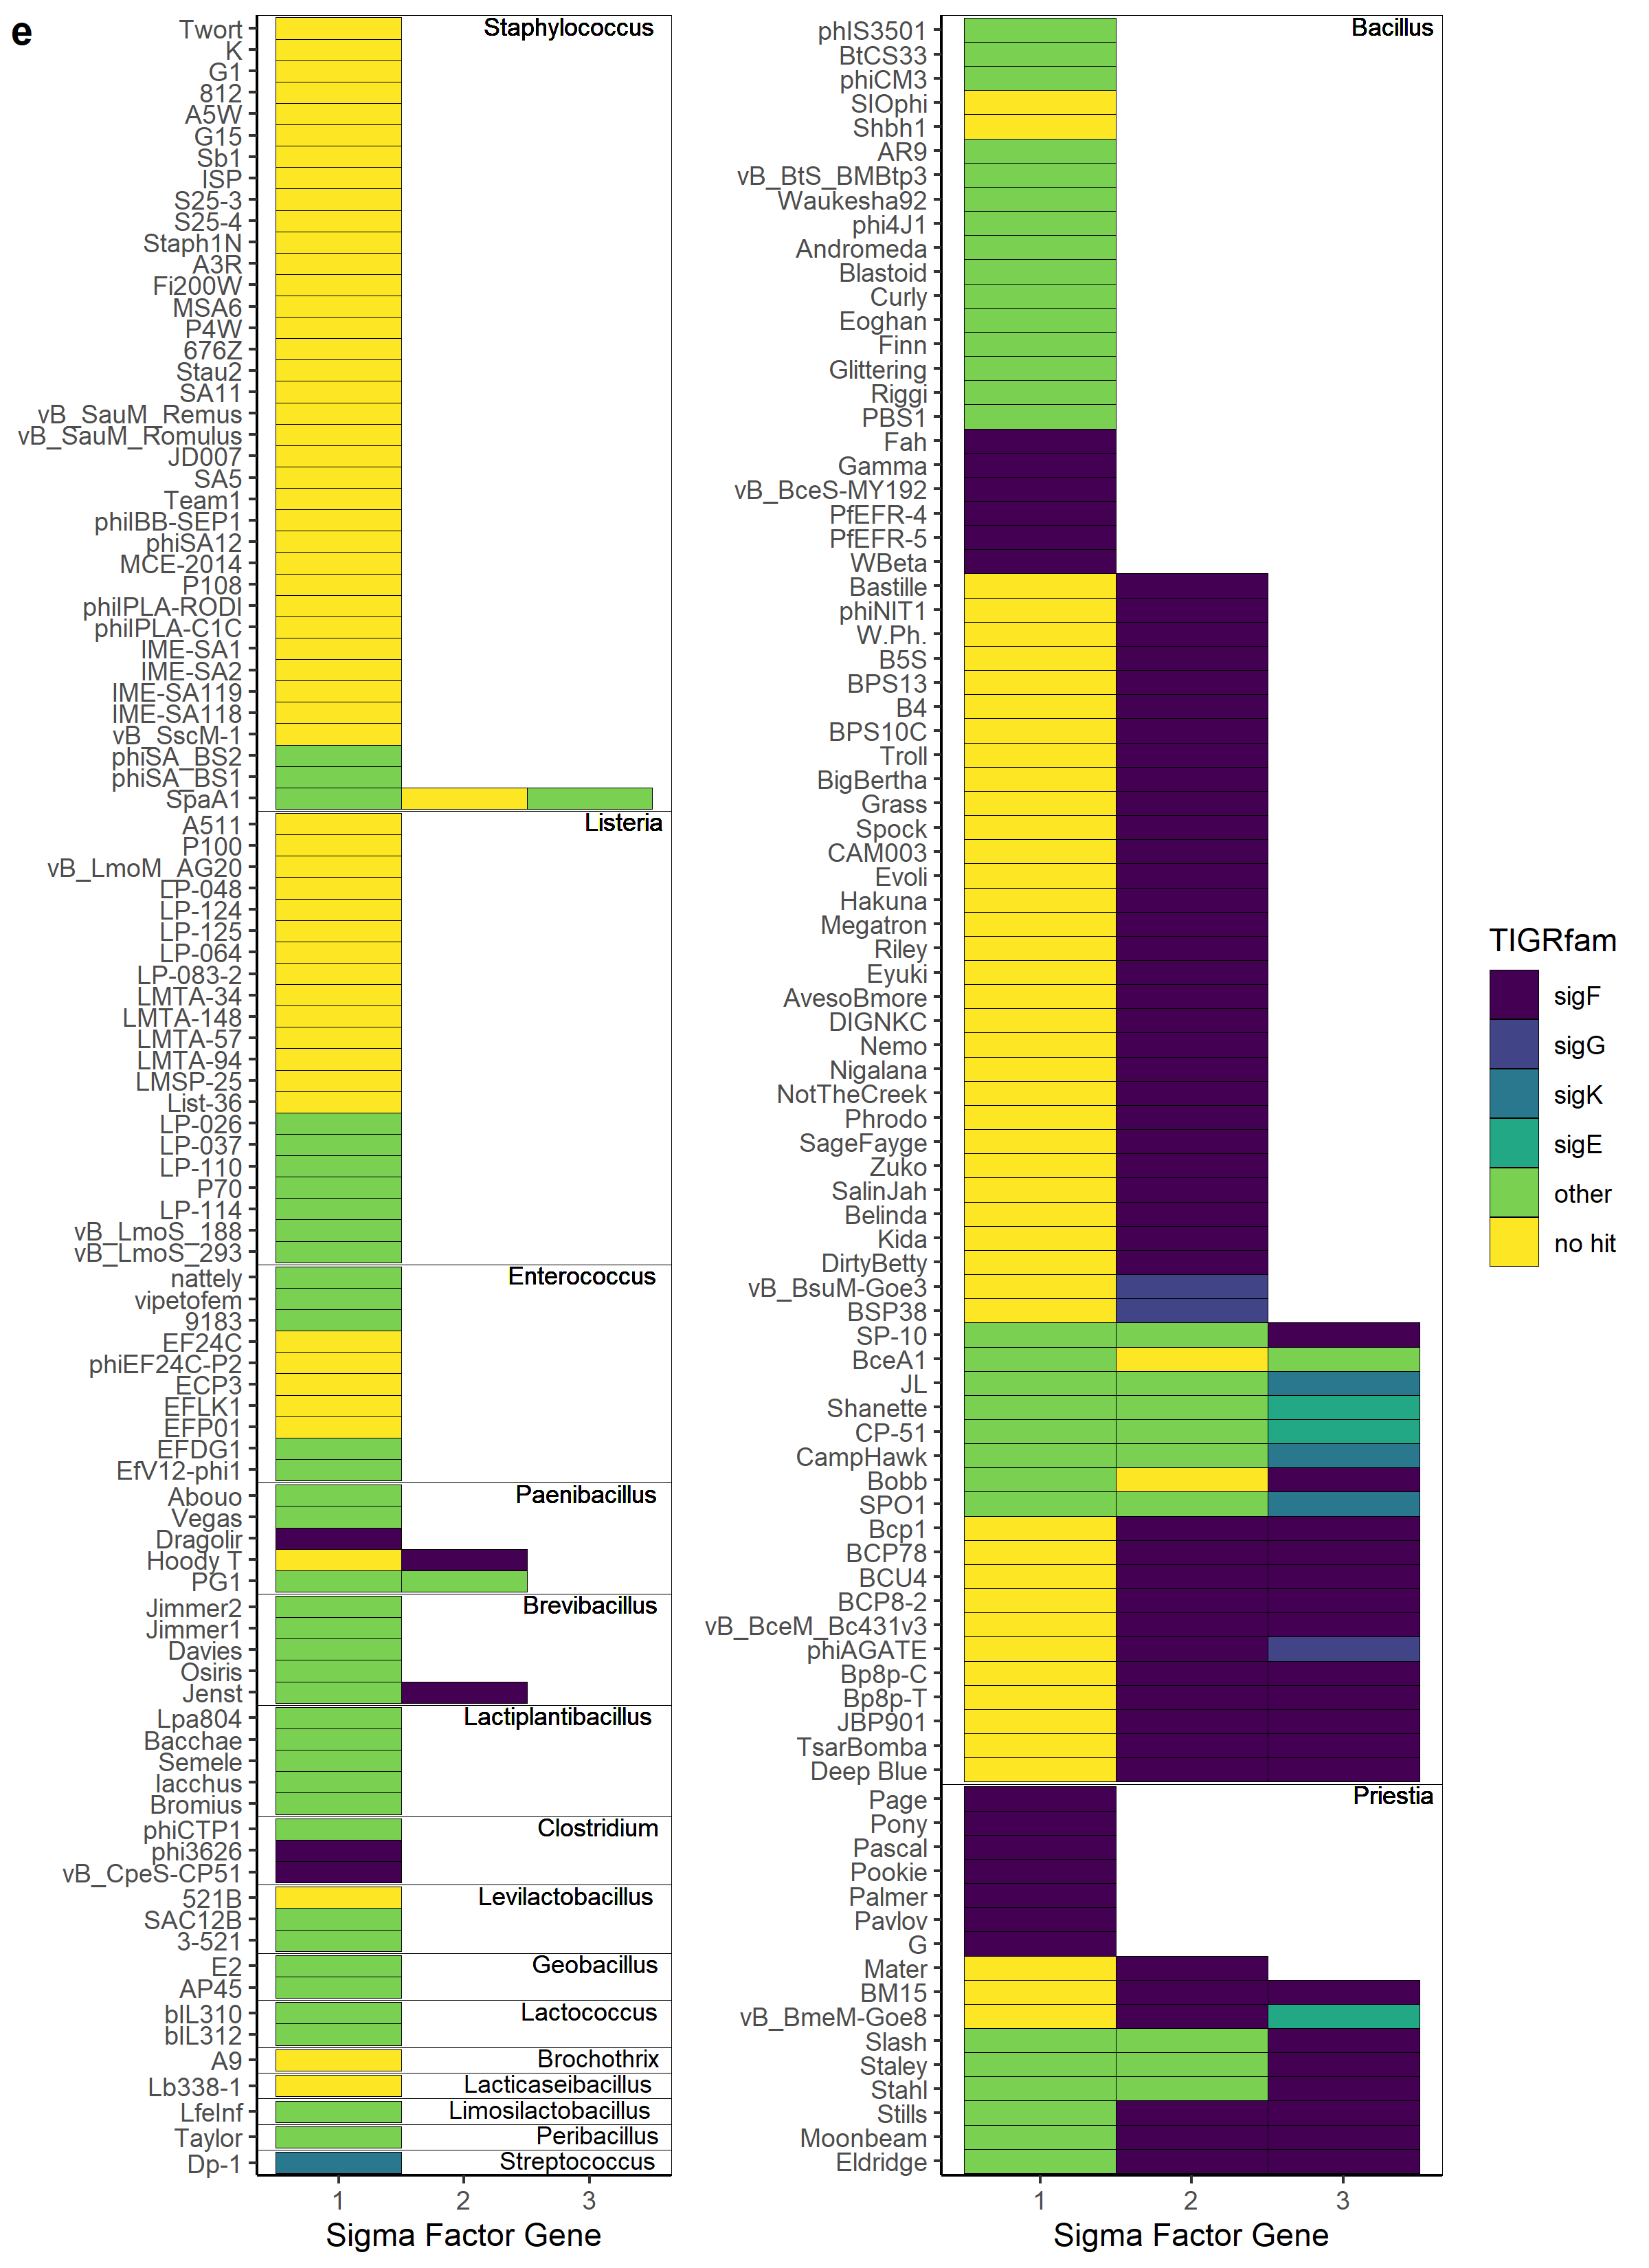 e
Staphylococcus
Twort
K
G1
812
A5W
G15
Sb1
ISP
S25-3
S25-4
Staph1N
A3R
Fi200W
MSA6
P4W
676Z
Stau2
SA11
vB_SauM_Remus
vB_SauM_Romulus
JD007
SA5
Team1
philBB-SEP1
phiSA12
MCE-2014
P108
philPLA-RODI
philPLA-C1C
IME-SA1
IME-SA2
IME-SA119
IME-SA118
vB_SscM-1
phiSA_BS2
phiSA_BS1
SpaA1
Listeria
A511
P100
vB_LmoM_AG20
LP-048
LP-124
LP-125
LP-064
LP-083-2
LMTA-34
LMTA-148
LMTA-57
LMTA-94
LMSP-25
List-36
LP-026
LP-037
LP-110
P70
LP-114
vB_LmoS_188
vB_LmoS_293
Enterococcus
nattely
vipetofem
9183
EF24C
phiEF24C-P2
ECP3
EFLK1
EFP01
EFDG1
EfV12-phi1
Paenibacillus
Abouo
Vegas
Dragolir
Hoody T
PG1
Brevibacillus
Jimmer2
Jimmer1
Davies
Osiris
Jenst
Lactiplantibacillus
Lpa804
Bacchae
Semele
Iacchus
Bromius
Clostridium
phiCTP1
phi3626
vB_CpeS-CP51
Levilactobacillus
521B
SAC12B
3-521
Geobacillus
E2
AP45
Lactococcus
bIL310
bIL312
Brochothrix
A9
Lacticaseibacillus
Lb338-1
Limosilactobacillus
LfeInf
Peribacillus
Taylor
Streptococcus
Dp-1
1 2 3
Sigma Factor Gene
Bacillus
phIS3501
BtCS33
phiCM3
SIOphi
Shbh1
AR9
vB_BtS_BMBtp3
Waukesha92
phi4J1
Andromeda
Blastoid
Curly
Eoghan
Finn
Glittering
Riggi
PBS1
Fah
Gamma
vB_BceS-MY192
PfEFR-4
PfEFR-5
WBeta
Bastille
phiNIT1
W.Ph.
B5S
BPS13
B4
BPS10C
Troll
BigBertha
Grass
Spock
CAM003
Evoli
Hakuna
Megatron
Riley
Eyuki
AvesoBmore
DIGNKC
Nemo
Nigalana
NotTheCreek
Phrodo
SageFayge
Zuko
SalinJah
Belinda
Kida
DirtyBetty
vB_BsuM-Goe3
BSP38
SP-10
BceA1
JL
Shanette
CP-51
CampHawk
Bobb
SPO1
Bcp1
BCP78
BCU4
BCP8-2
vB_BceM_Bc431v3
phiAGATE
Bp8p-C
Bp8p-T
JBP901
TsarBomba
Deep Blue
Priestia
Page
Pony
Pascal
Pookie
Palmer
Pavlov
G
Mater
BM15
vB_BmeM-Goe8
Slash
Staley
Stahl
Stills
Moonbeam
Eldridge
1 2 3
Sigma Factor Gene
TIGRfam
sigF
sigG
sigK
sigE
other
no hit